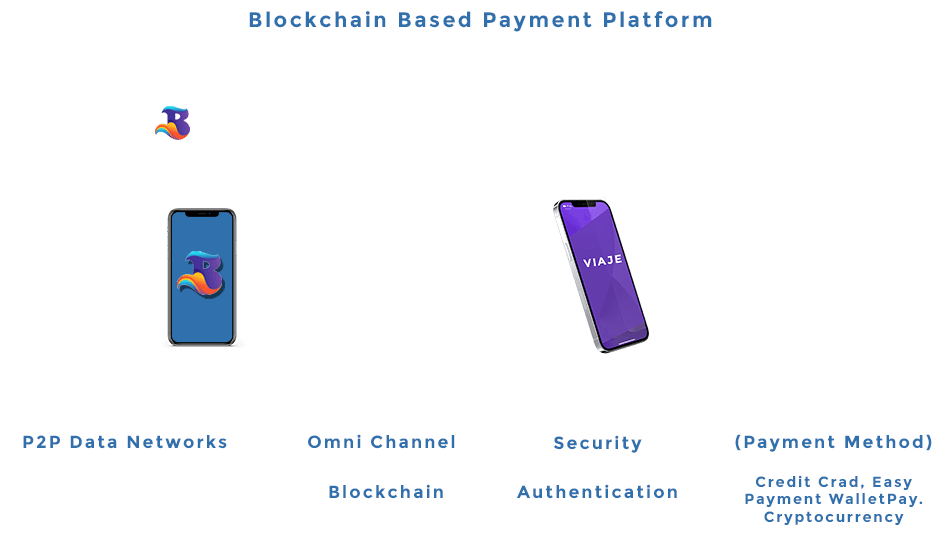 Blockchain Based Payment Platform
B
B
VIAJE
P2P Data Networks
Omni Channel
Security
(Payment Method)
Blockchain
Authentication
Credit Crad, Easy
Payment WalletPay.
Cryptocurrency